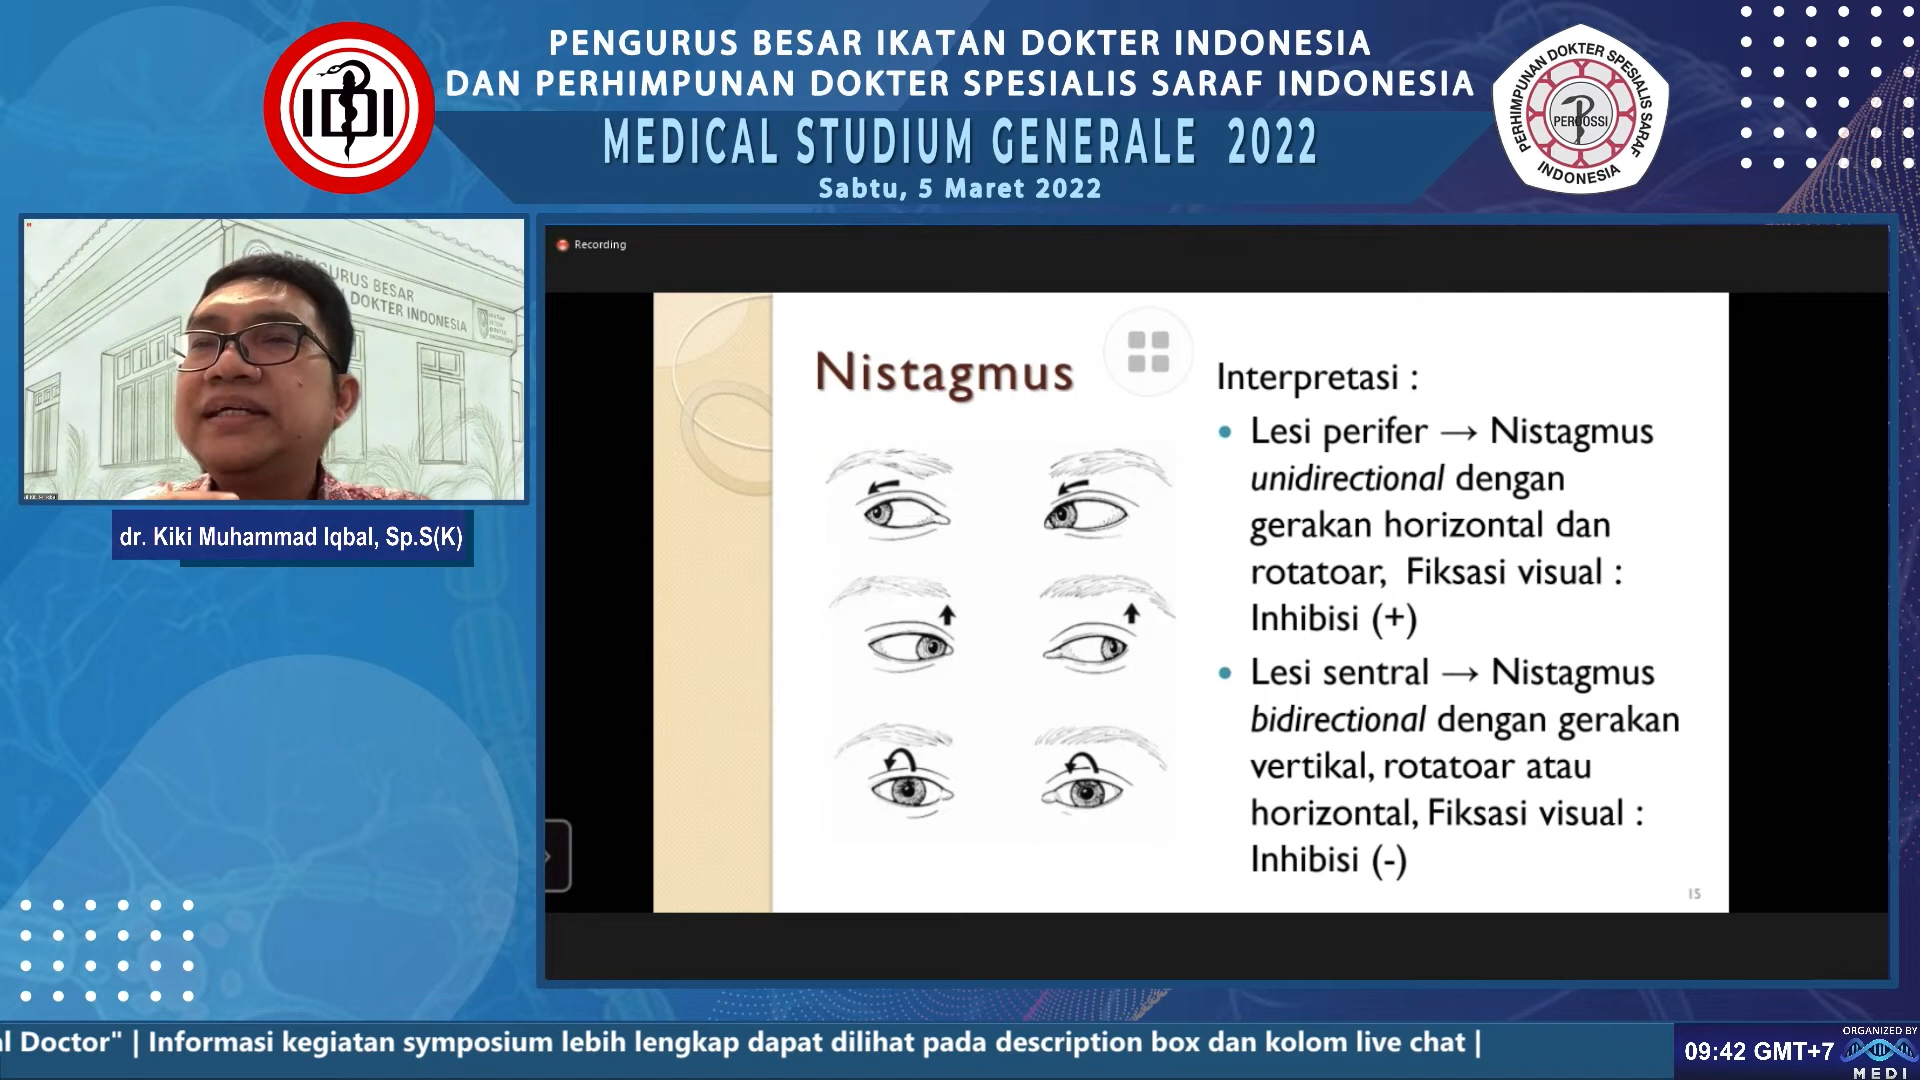 PENGURUS BESAR IKATAN DOKTER INDONESIA
DAN PERHIMPUNAN DOKTER SPESIALIS SARAF INDONESIA
MEDICAL STUDIUM GENERALE 2022
Sabtu, 5 Maret 2022
IDI
PERHIMPUNAN DOKTER SPESIALIS SARAF
PERDOSSI
INDONESIA
PENGURUS BESAR
DOKTER INDONESIA
dr. Kiki Muhammad Iqbal, Sp.S(K)
Recording
Nistagmus
Interpretasi :
• Lesi perifer → Nistagmus
unidirectional dengan
gerakan horizontal dan
rotatoar, Fiksasi visual :
Inhibisi (+)
• Lesi sentral → Nistagmus
bidirectional dengan gerakan
vertikal, rotatoar atau
horizontal, Fiksasi visual :
Inhibisi (-)
15
l Doctor" | Informasi kegiatan symposium lebih lengkap dapat dilihat pada description box dan kolom live chat |
09:42 GMT+7
ORGANIZED BY
MEDI